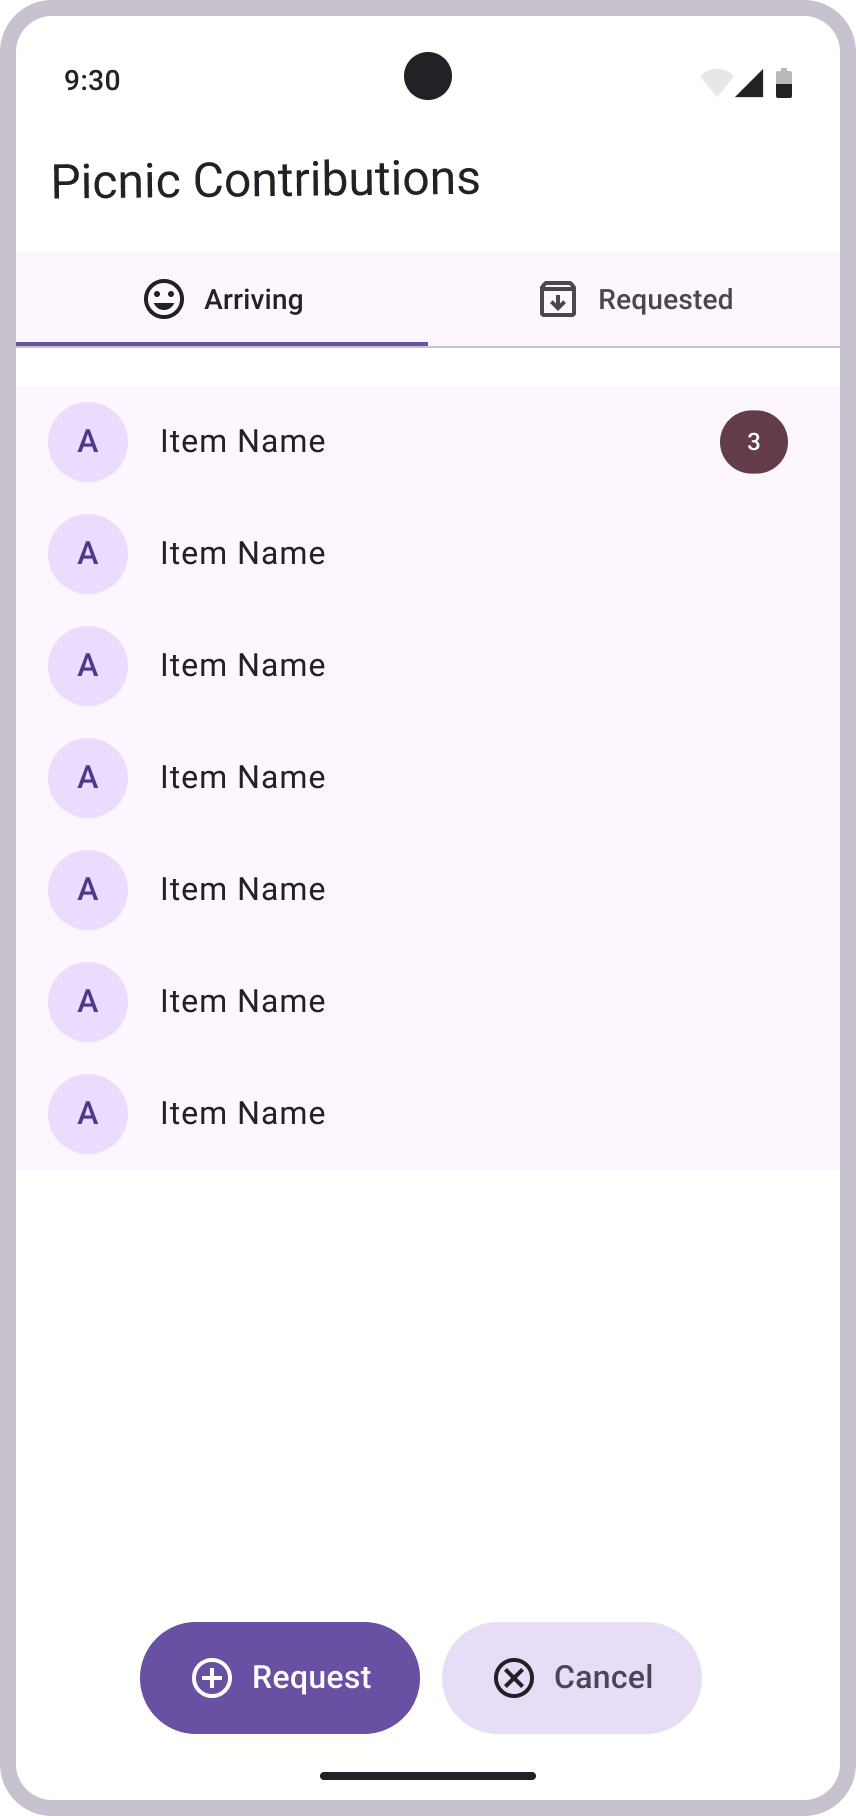 9:30
Picnic Contributions
Arriving Requested
A Item Name 3
A Item Name
A Item Name
A Item Name
A Item Name
A Item Name
A Item Name
Request Cancel